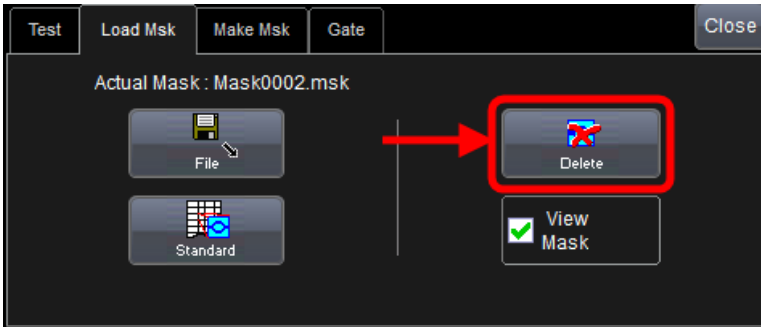 Test
Load Msk
Make Msk
Gate
Close
Actual Mask : Mask0002.msk
File
Delete
Standard
View
Mask